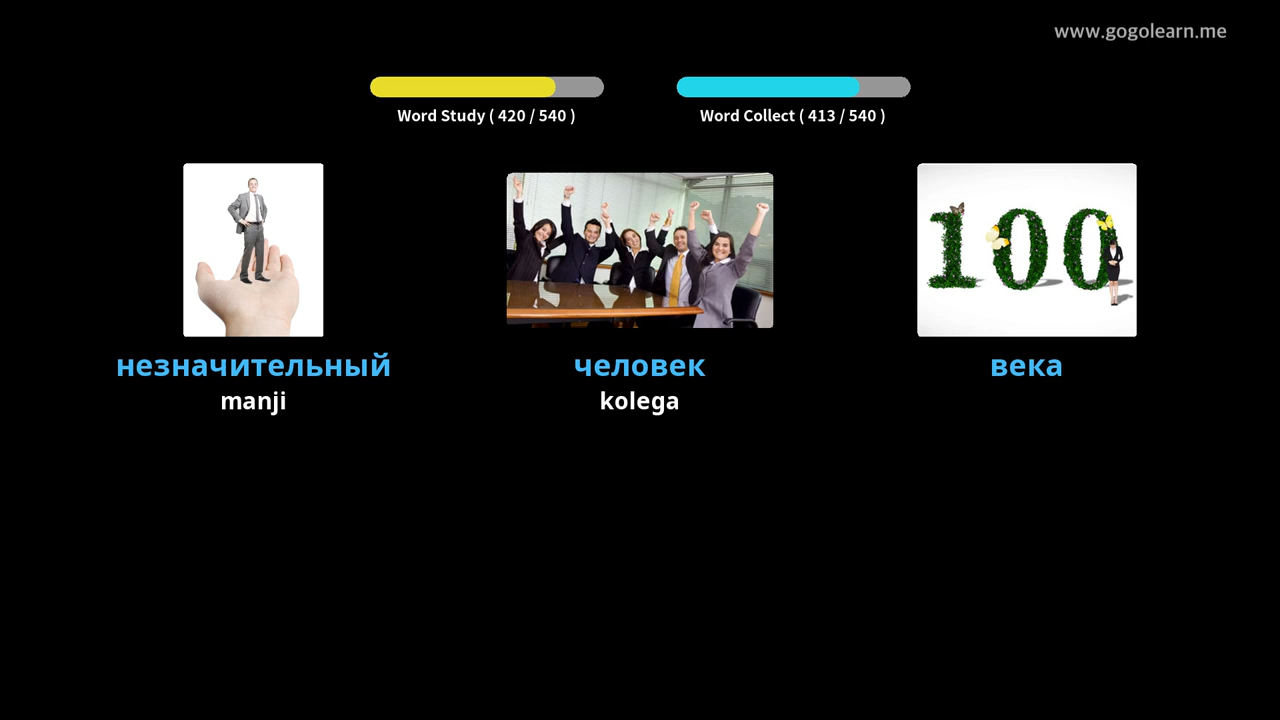 www.gogolearn.me
Word Study ( 420 / 540 )
Word Collect ( 413 / 540 )
100
незначительный
человек
века
manji
kolega